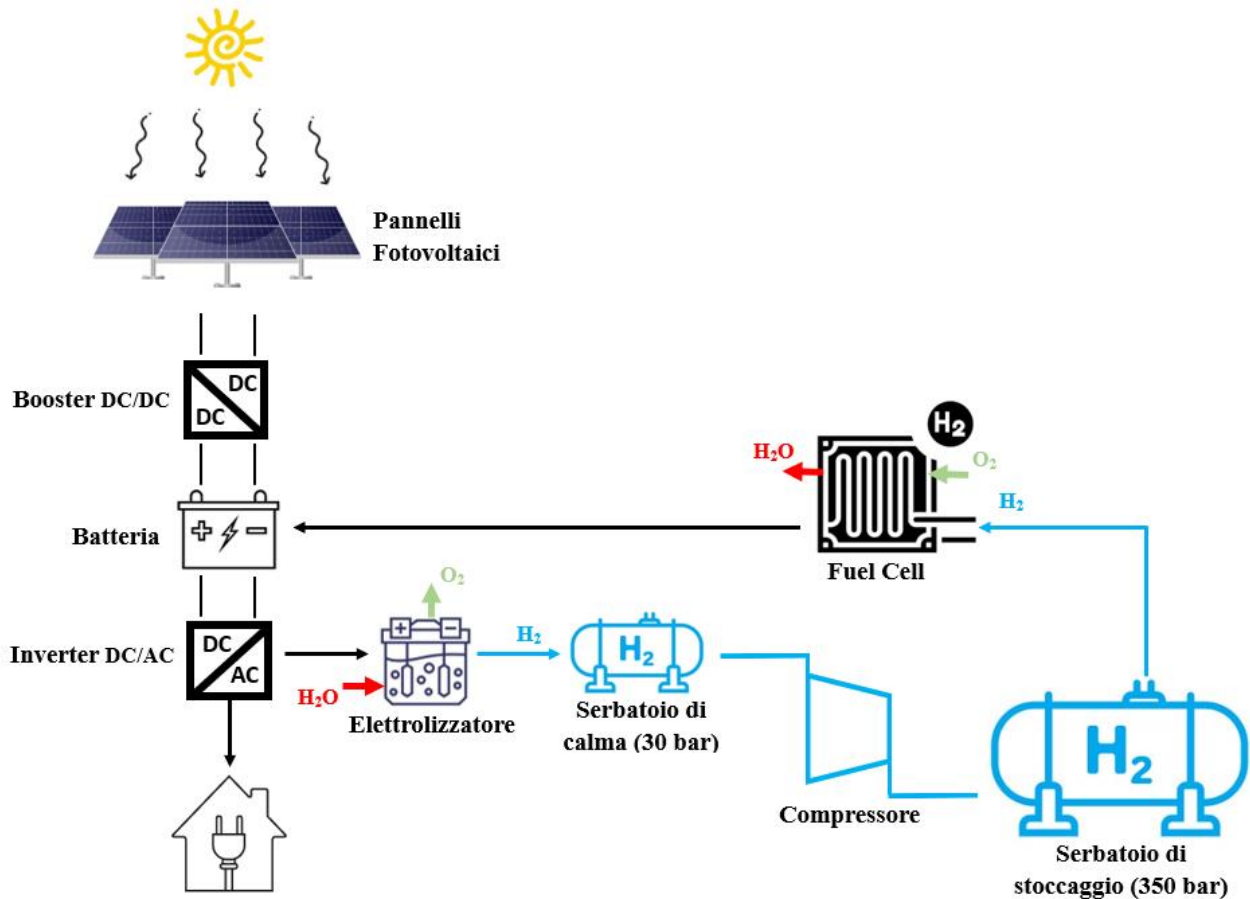 Pannelli
Fotovoltaici
Booster DC/DC
DC
DC
H₂
H₂O
O₂
H₂
Batteria
Fuel Cell
O₂
Inverter DC/AC
DC
AC
H₂
H₂
H₂O
Elettrolizzatore
Serbatoio di
calma (30 bar)
H₂
Compressore
Serbatoio di
stoccaggio (350 bar)